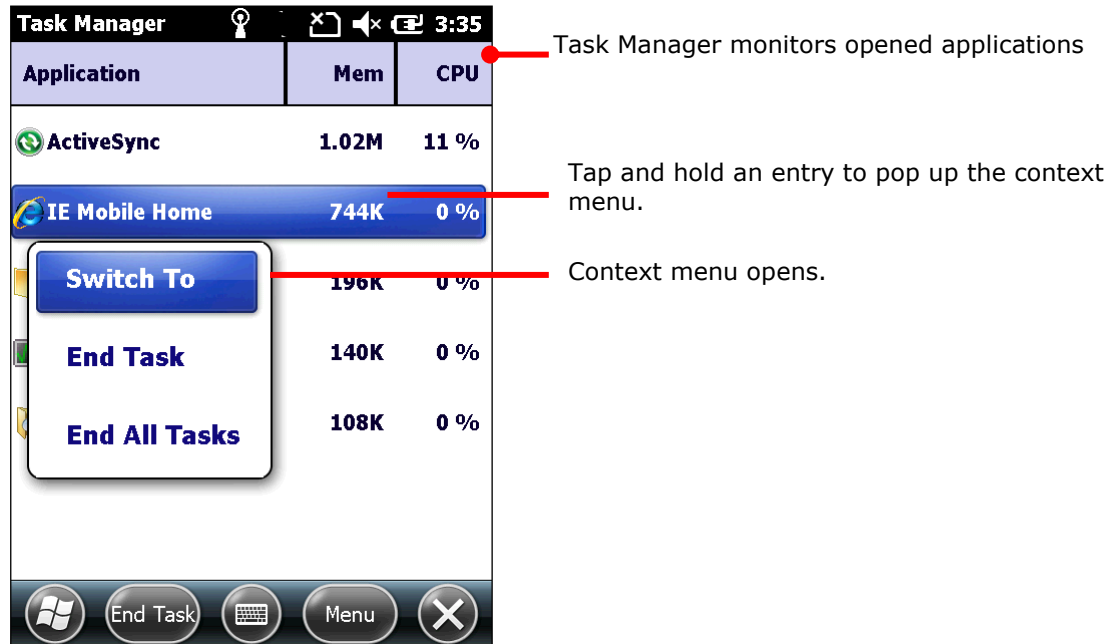 Task Manager 3:35
Task Manager monitors opened applications
Application Mem CPU
ActiveSync 1.02M 11 %
Tap and hold an entry to pop up the context
menu.
IE Mobile Home 744K 0 %
Context menu opens.
Switch To 196K 0 %
End Task 140K 0 %
End All Tasks 108K 0 %
End Task Menu